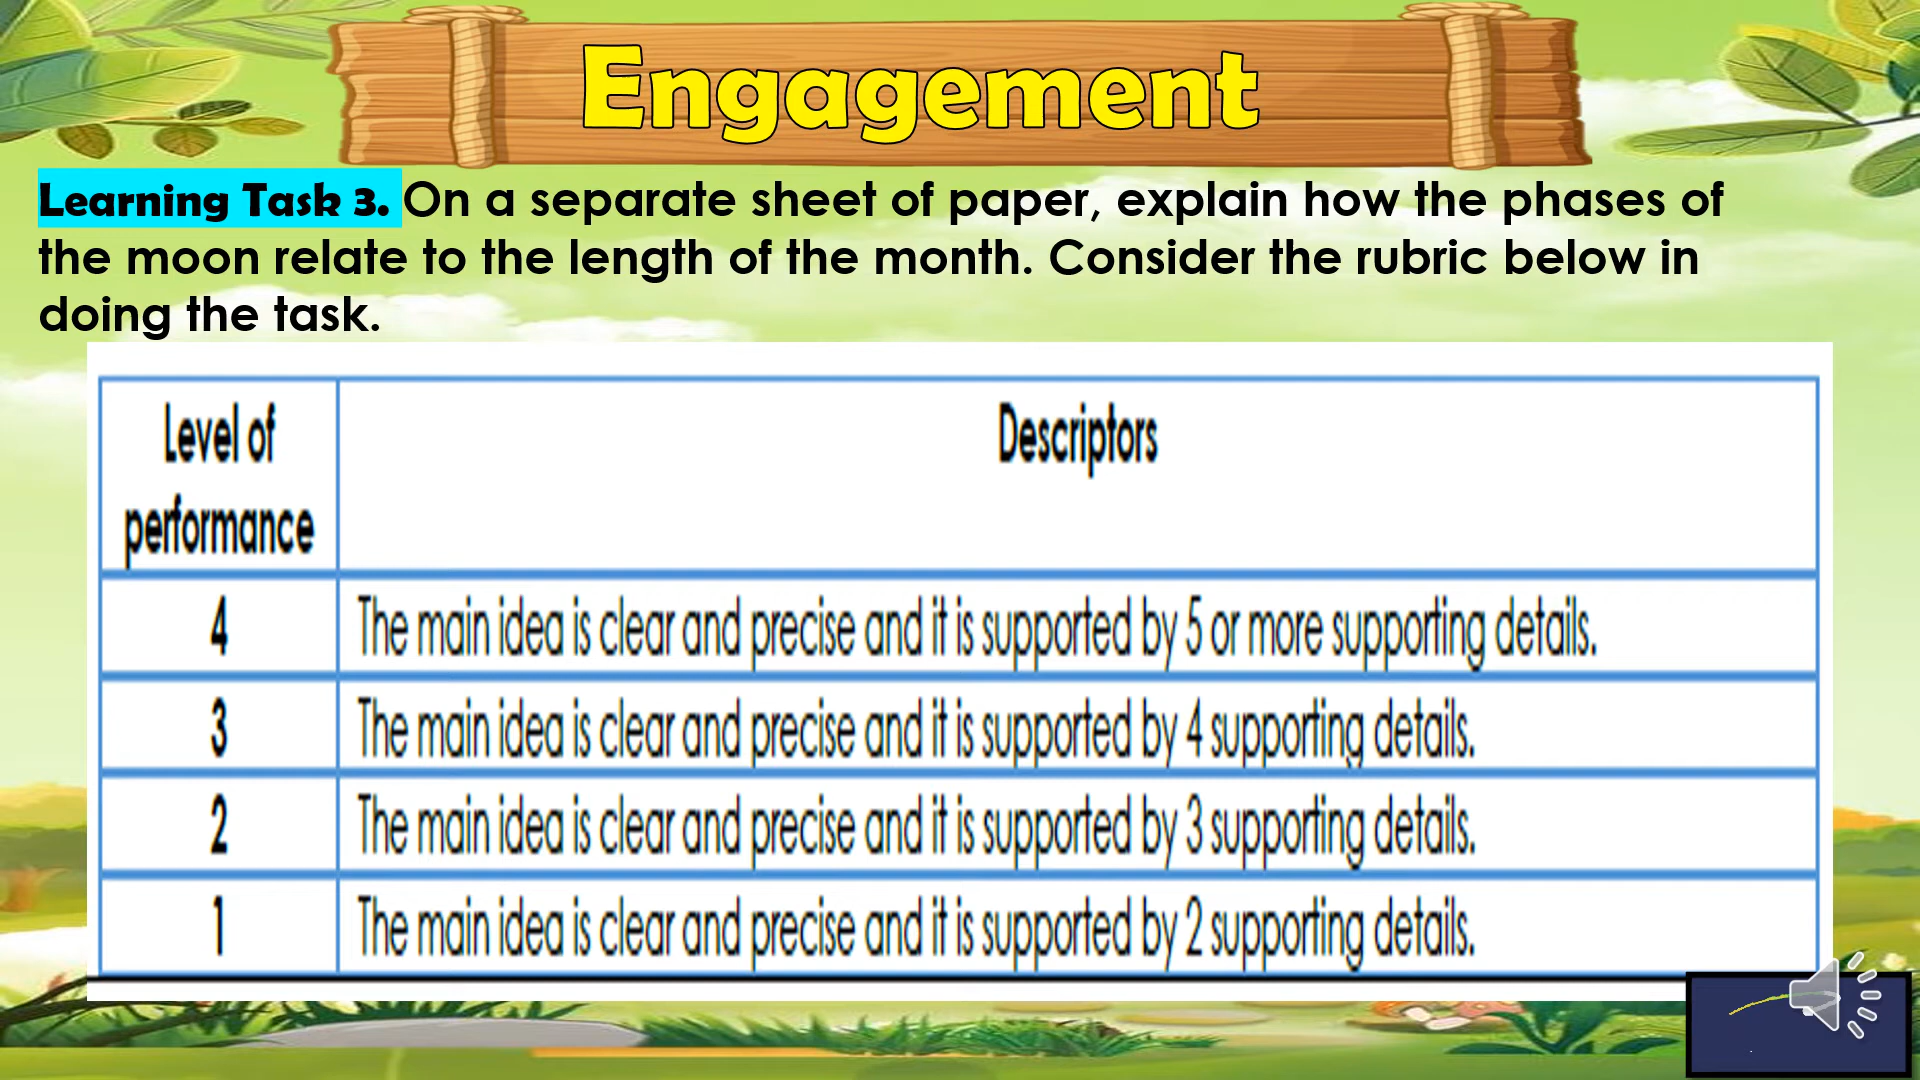 Engagement
Learning Task 3. On a separate sheet of paper, explain how the phases of
the moon relate to the length of the month. Consider the rubric below in
doing the task.
Level of
performance
Descriptors
4
The main idea is clear and precise and it is supported by 5 or more supporting details.
3
The main idea is clear and precise and it is supported by 4 supporting details.
2
The main idea is clear and precise and it is supported by 3 supporting details.
1
The main idea is clear and precise and it is supported by 2 supporting details.